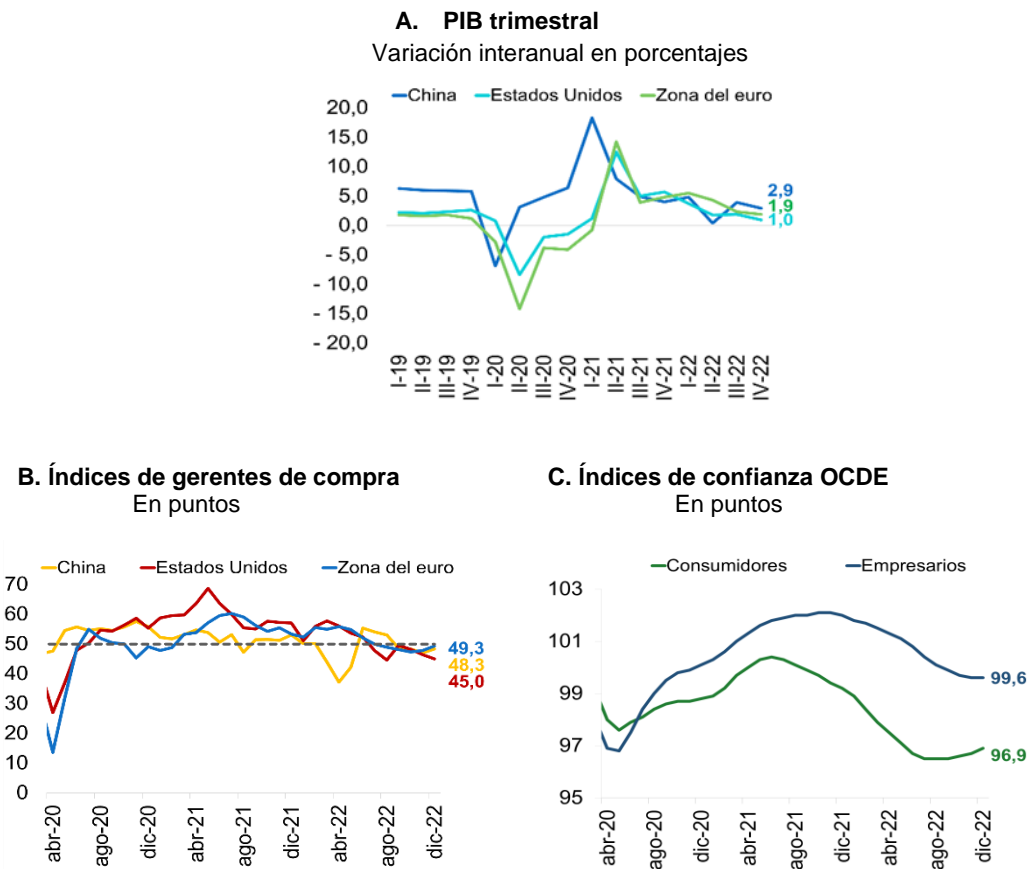 A. PIB trimestral
Variación interanual en porcentajes
China Estados Unidos Zona del euro
20,0
15,0
10,0
5,0
0,0
- 5,0
- 10,0
- 15,0
- 20,0
2,9
1,9
1,0
I-19 II-19 III-19 IV-19 I-20 II-20 III-20 IV-20 I-21 II-21 III-21 IV-21 I-22 II-22 III-22 IV-22
B. Índices de gerentes de compra
En puntos
China Estados Unidos Zona del euro
70
60
50
40
30
20
10
0
49,3
48,3
45,0
abr-20 ago-20 dic-20 abr-21 ago-21 dic-21 abr-22 ago-22 dic-22
C. Índices de confianza OCDE
En puntos
Consumidores Empresarios
103
101
99
97
95
99,6
96,9
abr-20 ago-20 dic-20 abr-21 ago-21 dic-21 abr-22 ago-22 dic-22